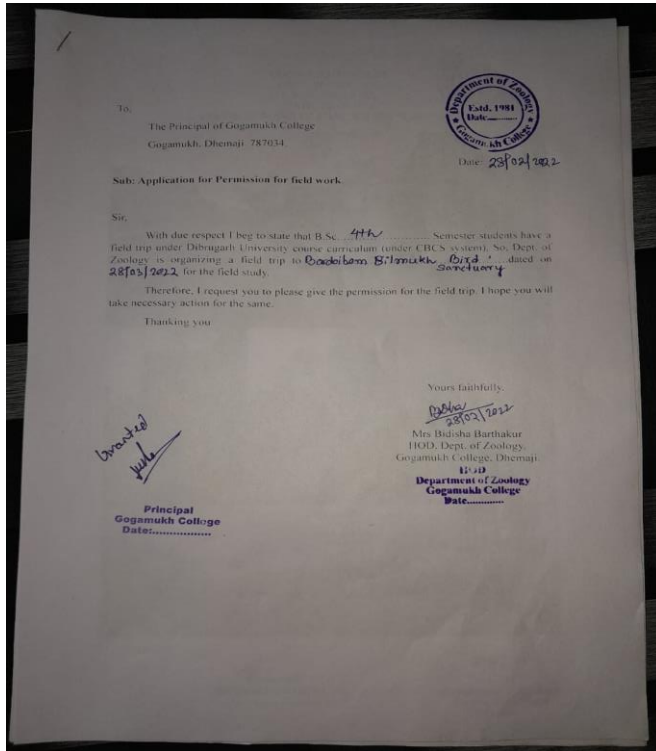 To,
Department of Zoology
Estd. 1981
Date............
Gogamukh College
The Principal of Gogamukh College
Gogamukh, Dhemaji. 787034.
Date: 28/02/2022
Sub: Application for Permission for field work.
Sir,
With due respect I beg to state that B.Sc. 4th Semester students have a
field trip under Dibrugarh University course curriculum (under CBCS system). So, Dept. of
Zoology is organizing a field trip to Bordoibam Bilmukh Bird Sanctuary dated on
28/03/2022 for the field study.
Therefore, I request you to please give the permission for the field trip. I hope you will
take necessary action for the same.
Thanking you
Yours faithfully,
28/02/2022
Mrs Bidisha Barthakur
HOD, Dept. of Zoology,
Gogamukh College, Dhemaji.
HOD
Department of Zoology
Gogamukh College
Date.............
Granted
Principal
Gogamukh College
Date:.................